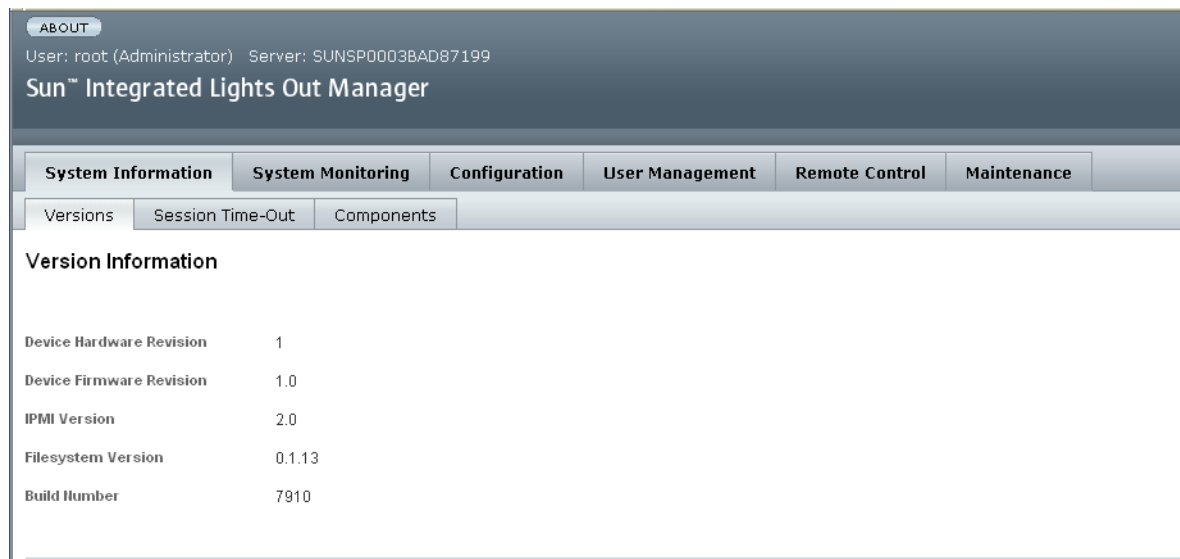 ABOUT
User: root (Administrator) Server: SUNSP0003BAD87199
Sun™ Integrated Lights Out Manager
System Information System Monitoring Configuration User Management Remote Control Maintenance
Versions Session Time-Out Components
Version Information
Device Hardware Revision 1
Device Firmware Revision 1.0
IPMI Version 2.0
Filesystem Version 0.1.13
Build Number 7910